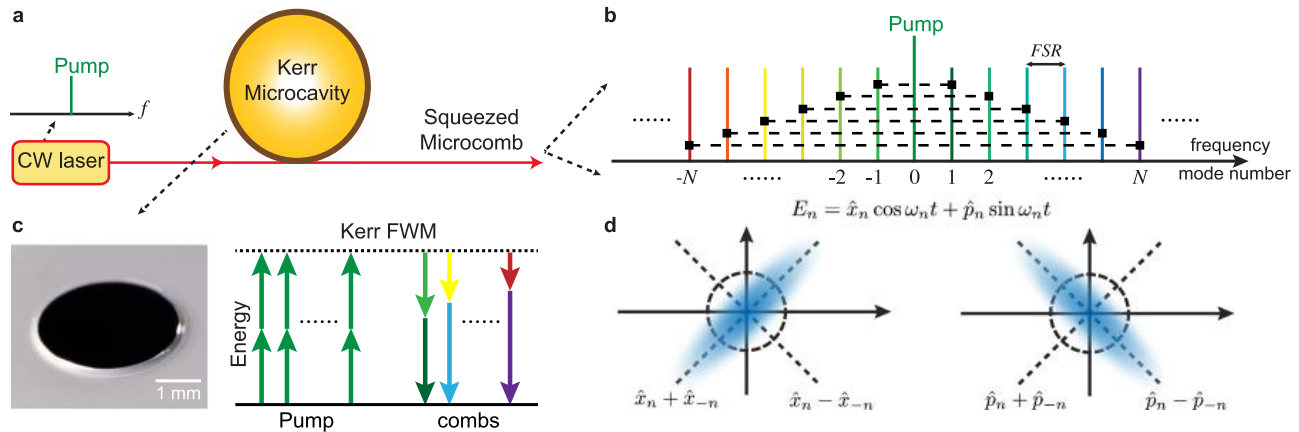 a
Pump
f
CW laser
Kerr
Microcavity
Squeezed
Microcomb
b
Pump
FSR
......
......
frequency
-N
......
-2
-1
0
1
2
......
N
mode number
E_n = x̂_n cos ω_n t + p̂_n sin ω_n t
c
1 mm
Kerr FWM
Energy
......
......
Pump
combs
d
x̂_n + x̂_{-n}
x̂_n - x̂_{-n}
p̂_n + p̂_{-n}
p̂_n - p̂_{-n}